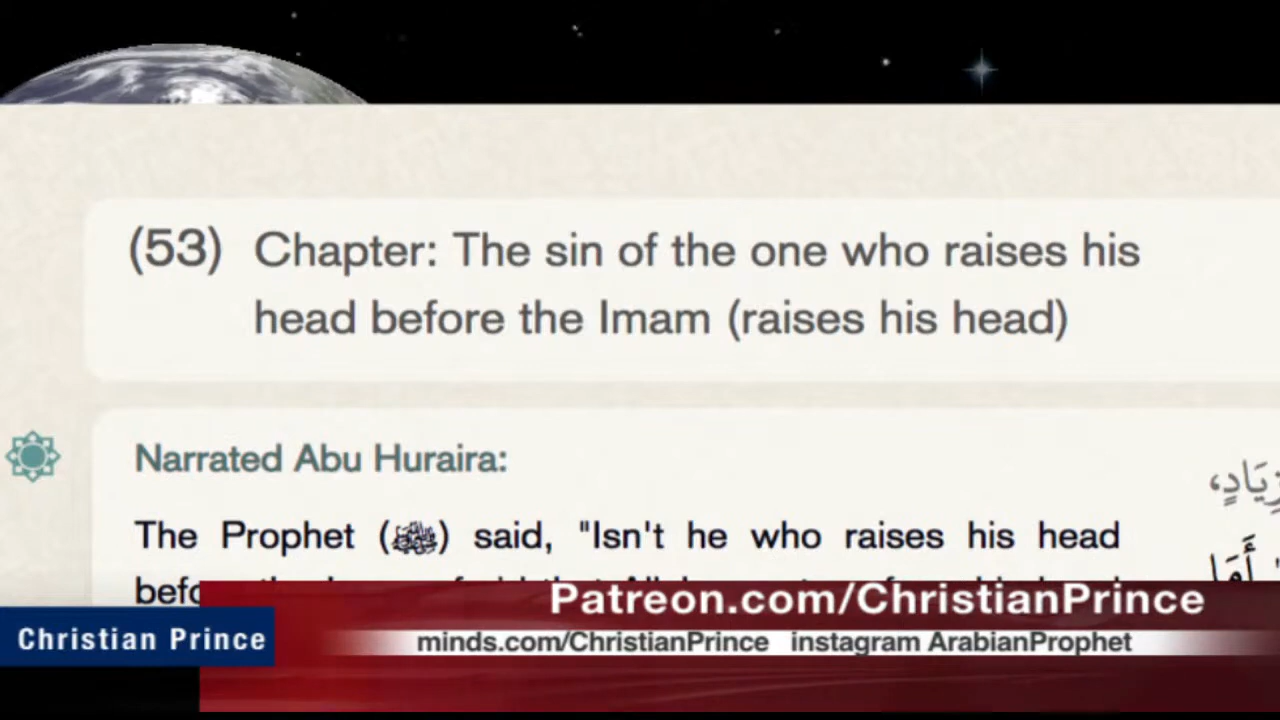 (53) Chapter: The sin of the one who raises his
head before the Imam (raises his head)
Narrated Abu Huraira:
زِيَادٍ،
The Prophet (ﷺ) said, "Isn't he who raises his head
" أَمَا
Patreon.com/ChristianPrince
Christian Prince
minds.com/ChristianPrince instagram ArabianProphet